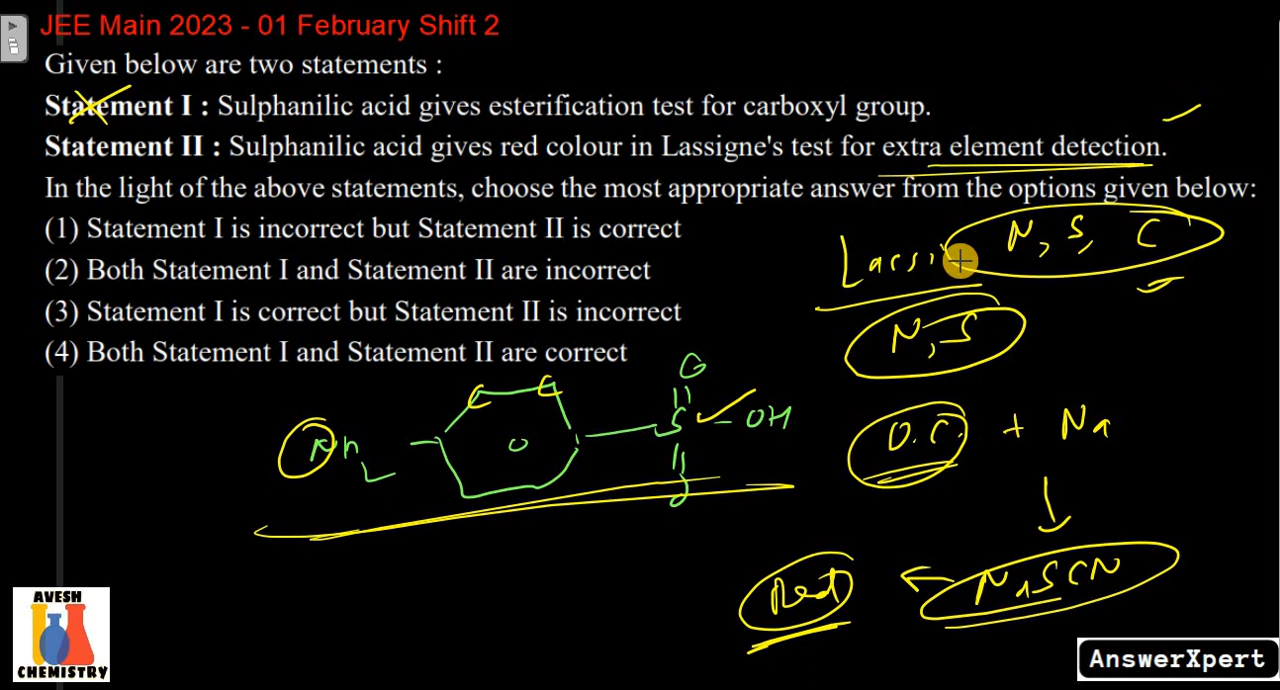 JEE Main 2023 - 01 February Shift 2
Given below are two statements :
Statement I : Sulphanilic acid gives esterification test for carboxyl group.
Statement II : Sulphanilic acid gives red colour in Lassigne's test for extra element detection.
In the light of the above statements, choose the most appropriate answer from the options given below:
(1) Statement I is incorrect but Statement II is correct
(2) Both Statement I and Statement II are incorrect
(3) Statement I is correct but Statement II is incorrect
(4) Both Statement I and Statement II are correct
N, S, C
Lassi
N, S
O
NH2 S - OH
O
O.C. + Na
NaSCN
Red
AVESH
CHEMISTRY
AnswerXpert